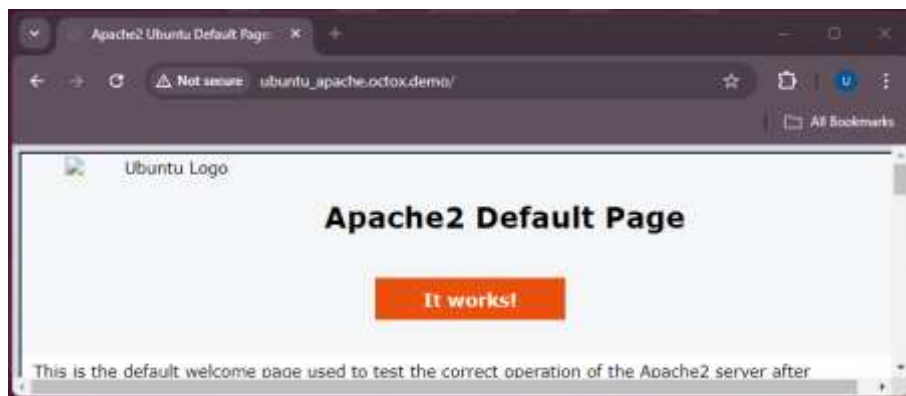 Apache2 Ubuntu Default Page
Not secure ubuntu_apache.octox.demo/
U
All Bookmarks
Ubuntu Logo
Apache2 Default Page
It works!
This is the default welcome page used to test the correct operation of the Apache2 server after